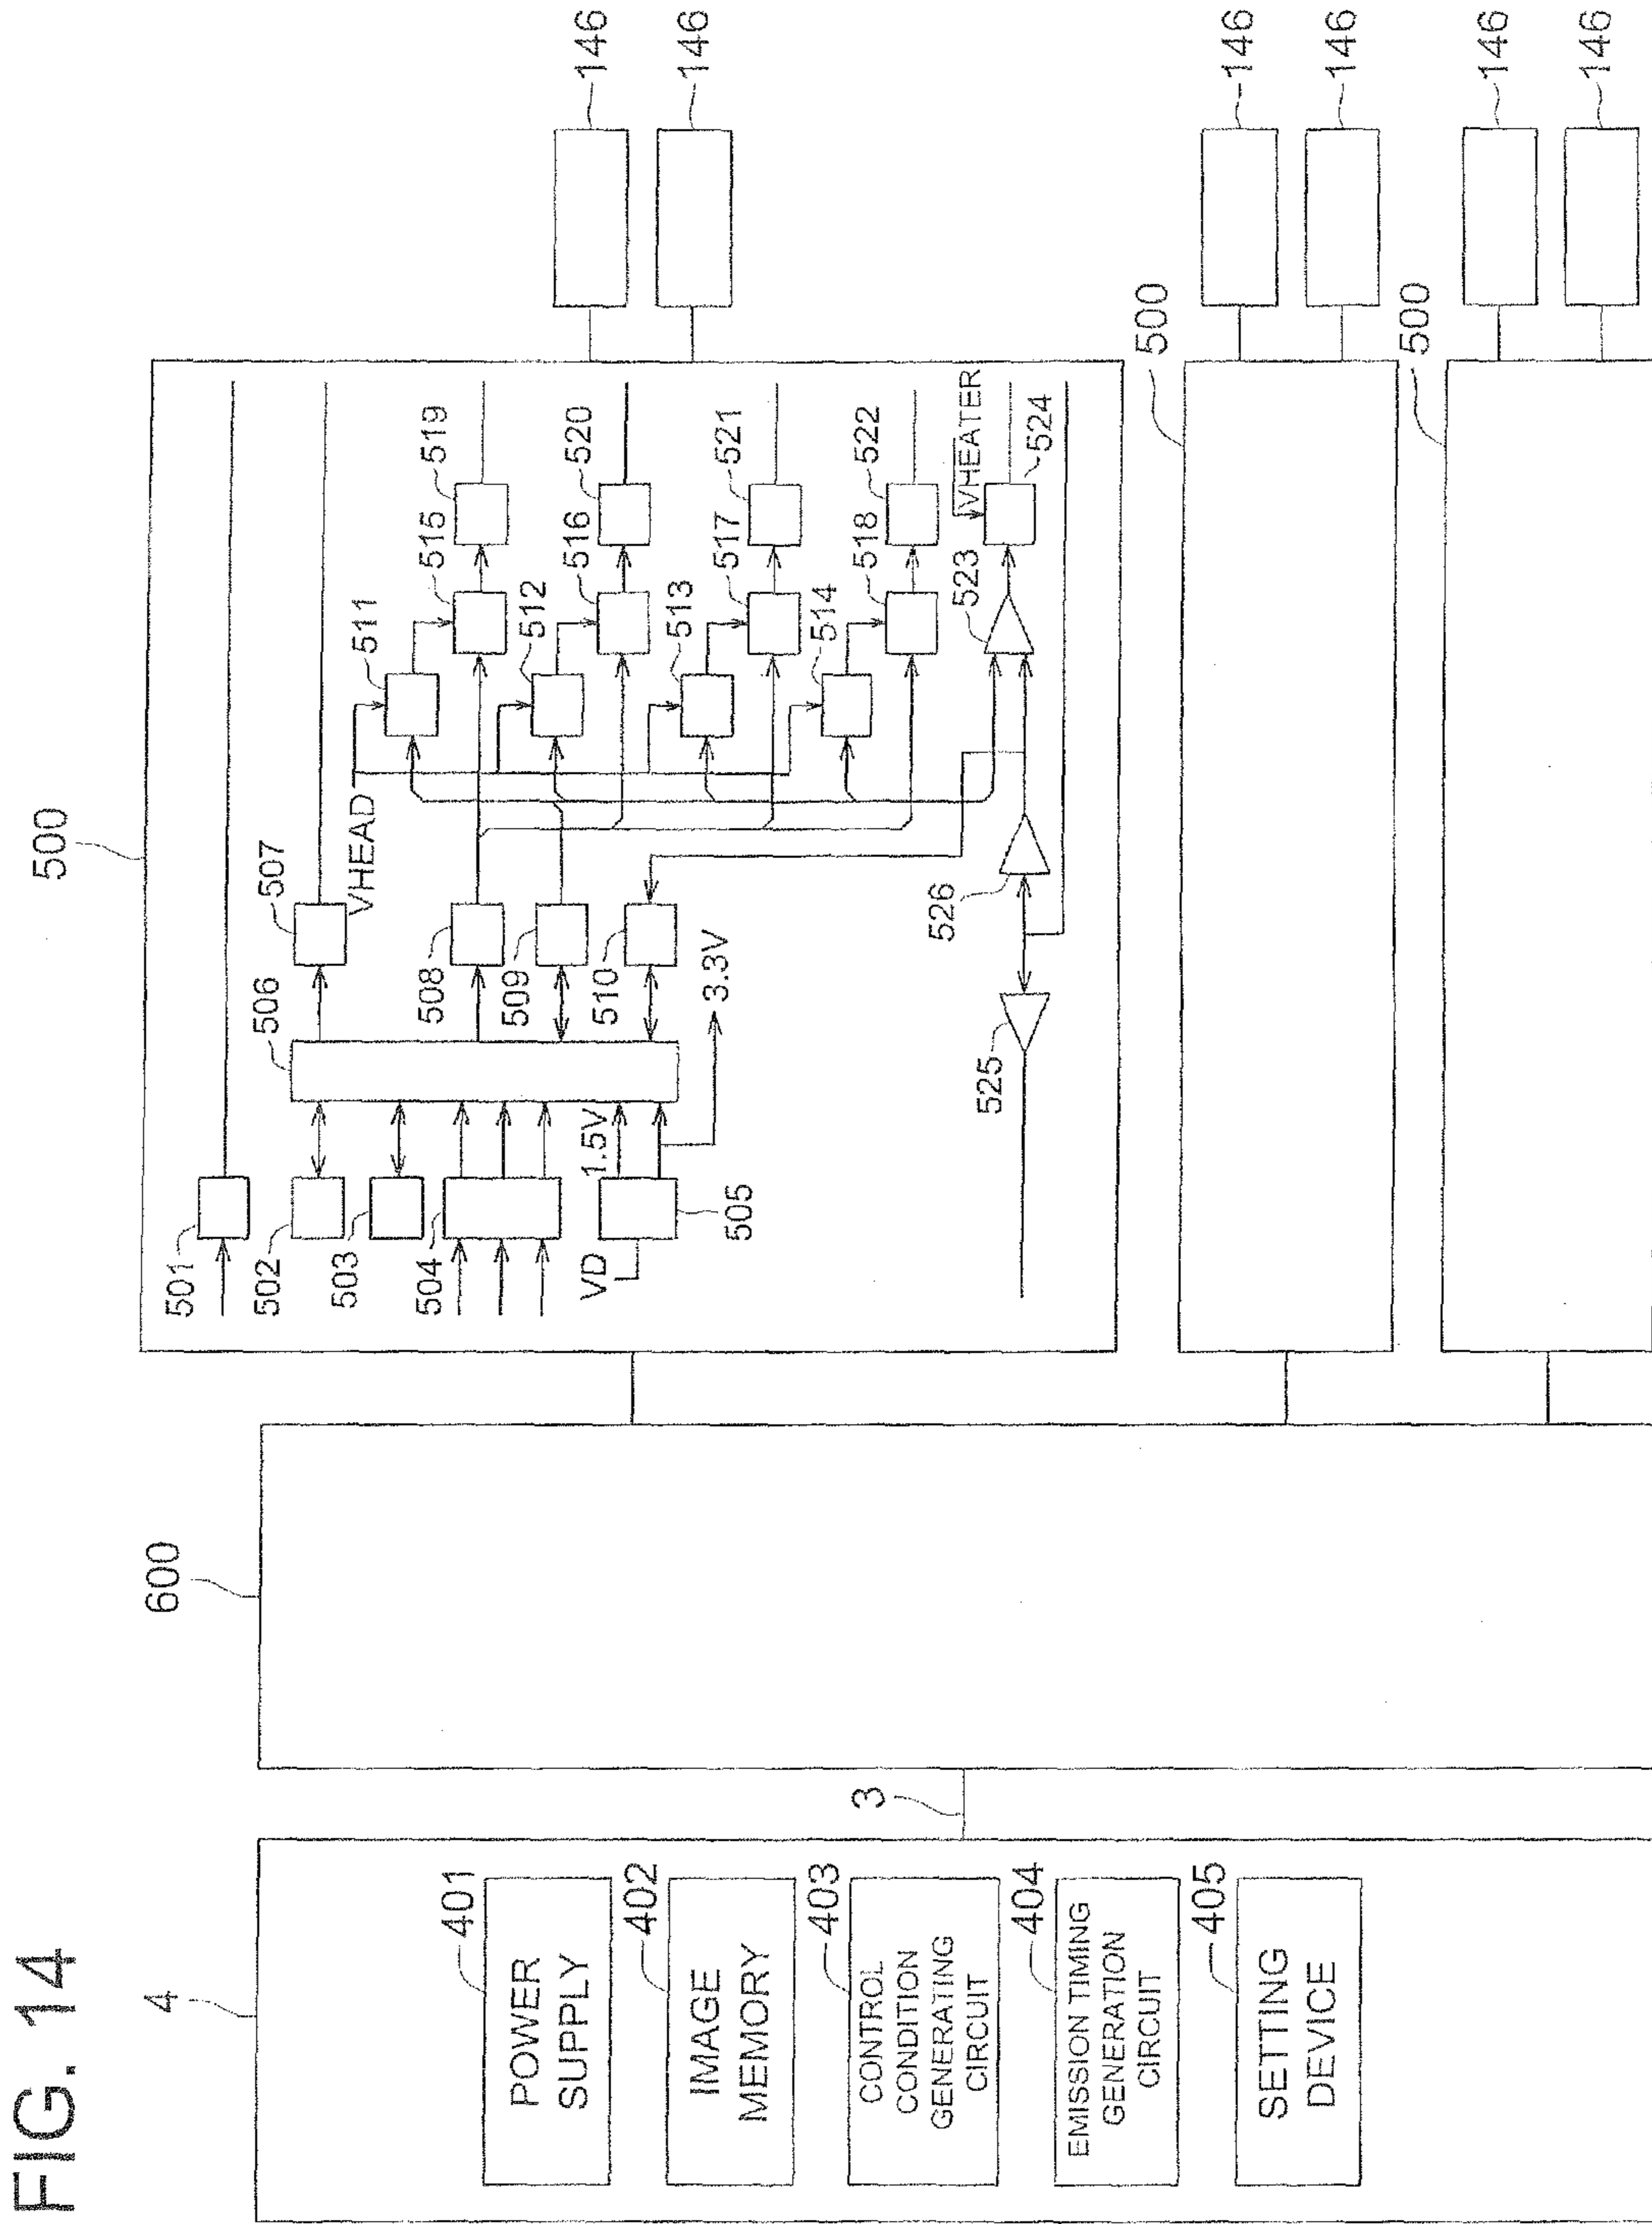 FIG. 14
4
401
POWER
SUPPLY
402
IMAGE
MEMORY
403
CONTROL
CONDITION
GENERATING
CIRCUIT
404
EMISSION TIMING
GENERATION
CIRCUIT
405
SETTING
DEVICE
3
600
500
501
502
503
504
VD
505
1.5V
3.3V
506
507
508
509
510
VHEAD
511
512
513
514
515
516
517
518
519
520
521
522
523
VHEATER
524
525
526
500
500
146
146
146
146
146
146